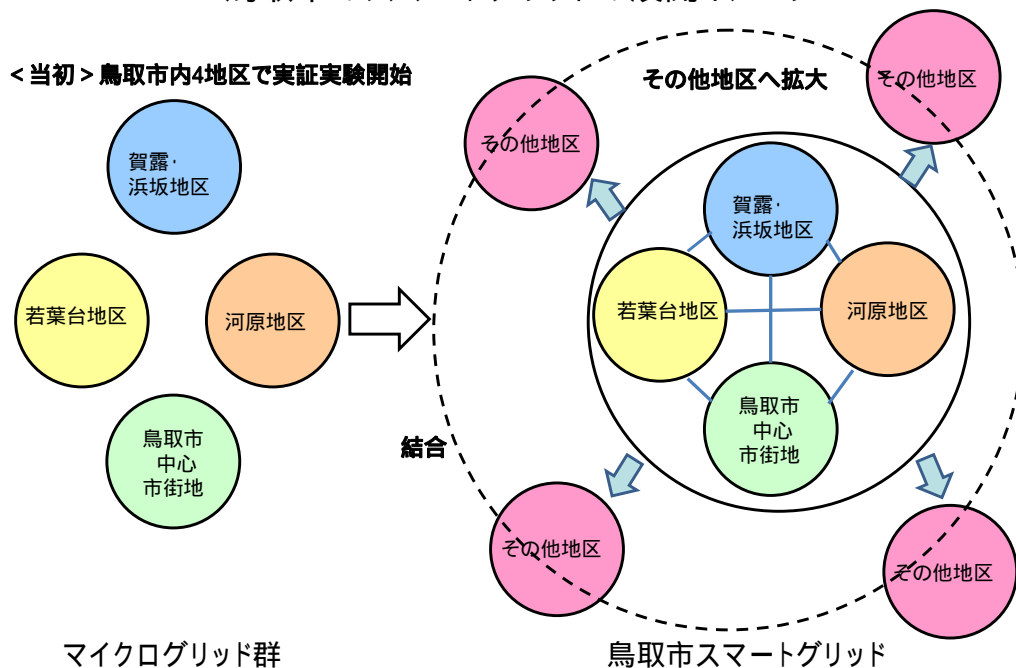 <当初>鳥取市内4地区で実証実験開始
その他地区へ拡大
賀露·
浜坂地区
若葉台地区
河原地区
鳥取市
中心
市街地
その他地区
その他地区
賀露·
浜坂地区
若葉台地区
河原地区
鳥取市
中心
市街地
結合
その他地区
その他地区
マイクログリッド群
鳥取市スマートグリッド